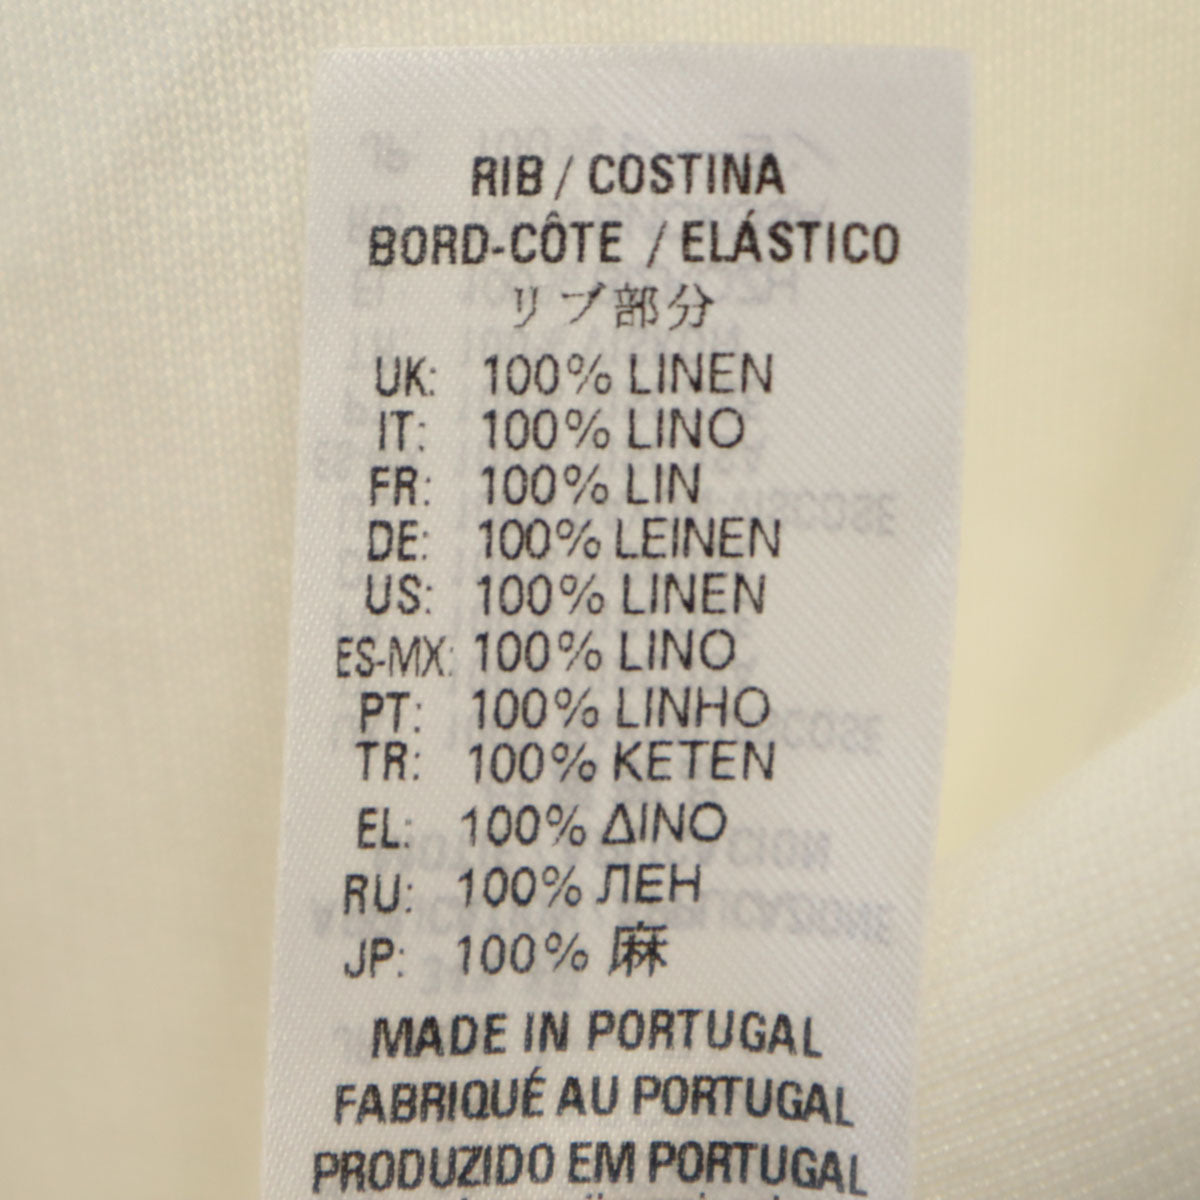 RIB / COSTINA
BORD-CÔTE / ELÁSTICO
リブ部分
UK: 100% LINEN
IT: 100% LINO
FR: 100% LIN
DE: 100% LEINEN
US: 100% LINEN
ES-MX: 100% LINO
PT: 100% LINHO
TR: 100% KETEN
EL: 100% ΔΙΝΟ
RU: 100% ЛЕН
JP: 100% 麻
MADE IN PORTUGAL
FABRIQUÉ AU PORTUGAL
PRODUZIDO EM PORTUGAL